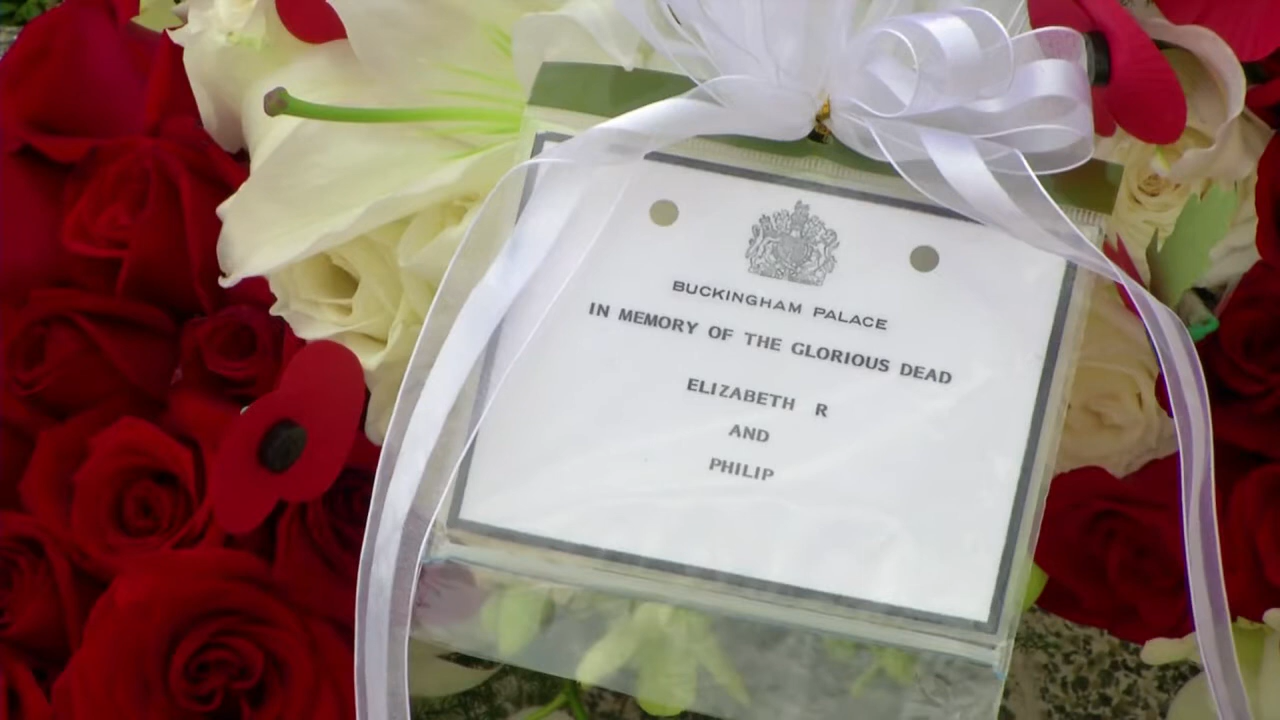 BUCKINGHAM PALACE
IN MEMORY OF THE GLORIOUS DEAD
ELIZABETH R
AND
PHILIP